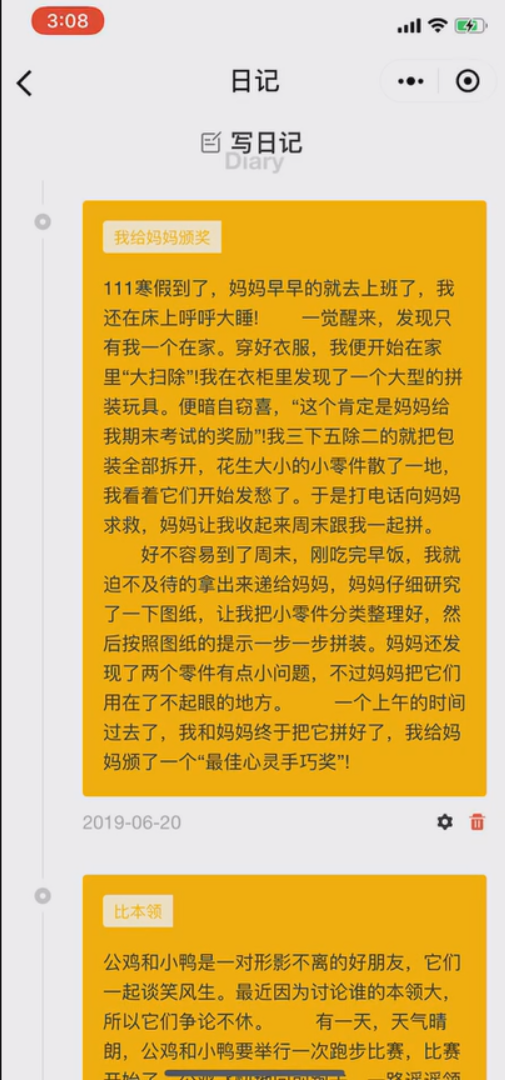 3:08
日记
写日记
Diary
我给妈妈颁奖
111寒假到了，妈妈早早的就去上班了，我
还在床上呼呼大睡!　　一觉醒来，发现只
有我一个在家。穿好衣服，我便开始在家
里“大扫除”!我在衣柜里发现了一个大型的拼
装玩具。便暗自窃喜，“这个肯定是妈妈给
我期末考试的奖励”!我三下五除二的就把包
装全部拆开，花生大小的小零件散了一地，
我看着它们开始发愁了。于是打电话向妈妈
求救，妈妈让我收起来周末跟我一起拼。
好不容易到了周末，刚吃完早饭，我就
迫不及待的拿出来递给妈妈，妈妈仔细研究
了一下图纸，让我把小零件分类整理好，然
后按照图纸的提示一步一步拼装。妈妈还发
现了两个零件有点小问题，不过妈妈把它们
用在了不起眼的地方。　　一个上午的时间
过去了，我和妈妈终于把它拼好了，我给妈
妈颁了一个“最佳心灵手巧奖”!
2019-06-20
比本领
公鸡和小鸭是一对形影不离的好朋友，它们
一起谈笑风生。最近因为讨论谁的本领大，
所以它们争论不休。　　有一天，天气晴
朗，公鸡和小鸭要举行一次跑步比赛，比赛
开始了